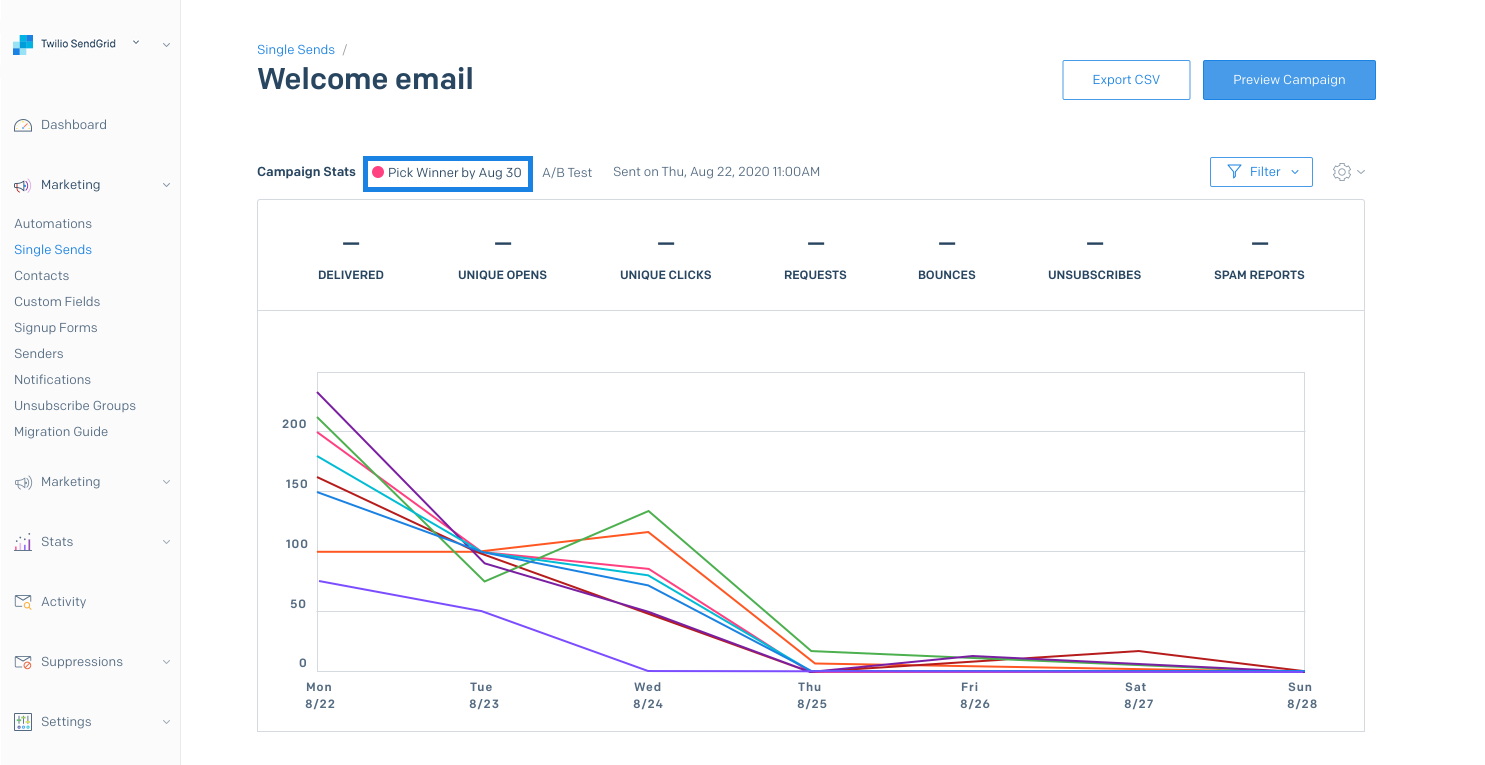 Twilio SendGrid
Dashboard
Marketing
Automations
Single Sends
Contacts
Custom Fields
Signup Forms
Senders
Notifications
Unsubscribe Groups
Migration Guide
Marketing
Stats
Activity
Suppressions
Settings
Single Sends /
Welcome email
Export CSV
Preview Campaign
Campaign Stats
Pick Winner by Aug 30
A/B Test
Sent on Thu, Aug 22, 2020 11:00AM
Filter
— — — — — — —
DELIVERED UNIQUE OPENS UNIQUE CLICKS REQUESTS BOUNCES UNSUBSCRIBES SPAM REPORTS
200
150
100
50
0
Mon Tue Wed Thu Fri Sat Sun
8/22 8/23 8/24 8/25 8/26 8/27 8/28